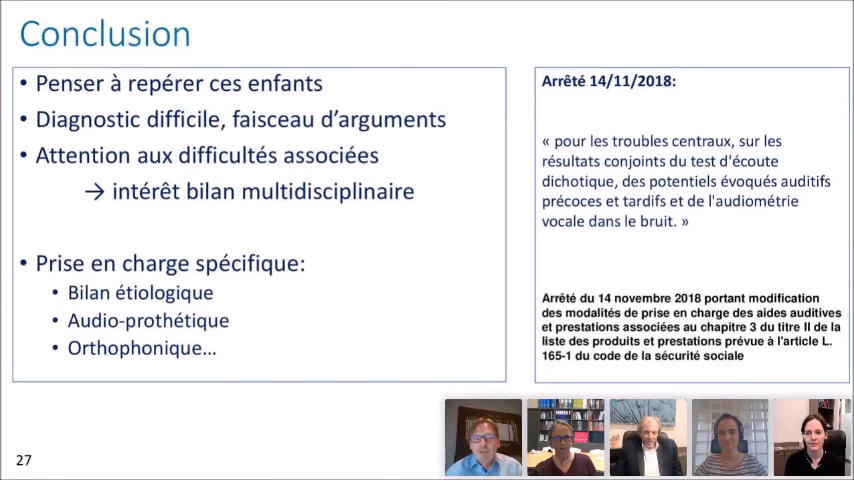 Conclusion
• Penser à repérer ces enfants
• Diagnostic difficile, faisceau d'arguments
• Attention aux difficultés associées
→ intérêt bilan multidisciplinaire
• Prise en charge spécifique:
• Bilan étiologique
• Audio-prothétique
• Orthophonique...
Arrêté 14/11/2018:
« pour les troubles centraux, sur les
résultats conjoints du test d'écoute
dichotique, des potentiels évoqués auditifs
précoces et tardifs et de l'audiométrie
vocale dans le bruit. »
Arrêté du 14 novembre 2018 portant modification
des modalités de prise en charge des aides auditives
et prestations associées au chapitre 3 du titre II de la
liste des produits et prestations prévue à l'article L.
165-1 du code de la sécurité sociale
27